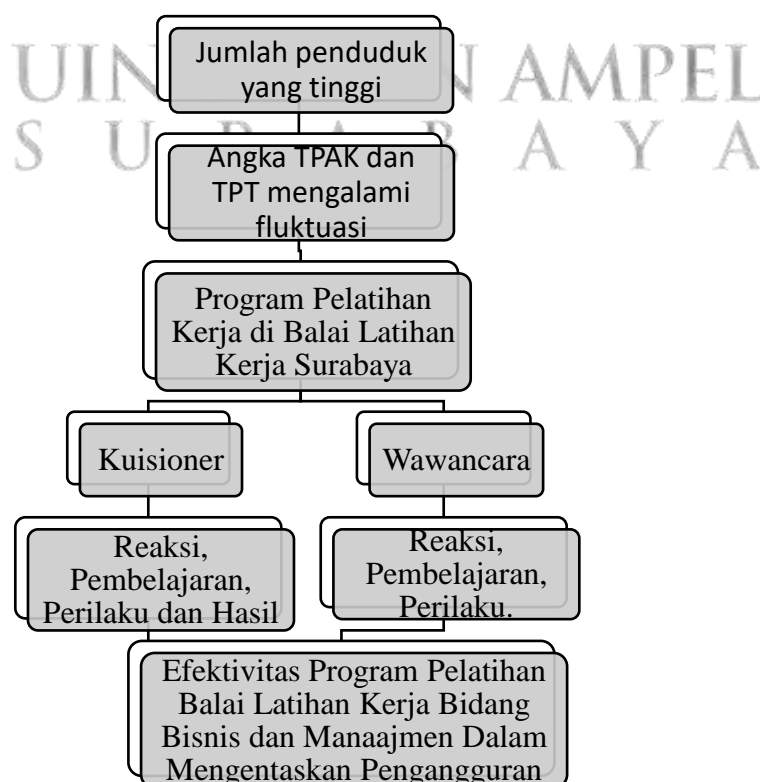 UIN N AMPEL
S U R A B A Y A
Jumlah penduduk
yang tinggi
Angka TPAK dan
TPT mengalami
fluktuasi
Program Pelatihan
Kerja di Balai Latihan
Kerja Surabaya
Kuisioner
Wawancara
Reaksi,
Pembelajaran,
Perilaku dan Hasil
Reaksi,
Pembelajaran,
Perilaku.
Efektivitas Program Pelatihan
Balai Latihan Kerja Bidang
Bisnis dan Manaajmen Dalam
Mengentaskan Pengangguran